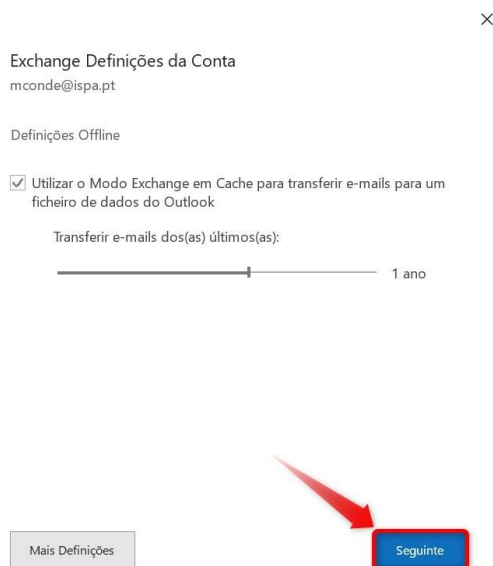 Exchange Definições da Conta
mconde@ispa.pt
Definições Offline
Utilizar o Modo Exchange em Cache para transferir e-mails para um
ficheiro de dados do Outlook
Transferir e-mails dos(as) últimos(as):
1 ano
Mais Definições
Seguinte